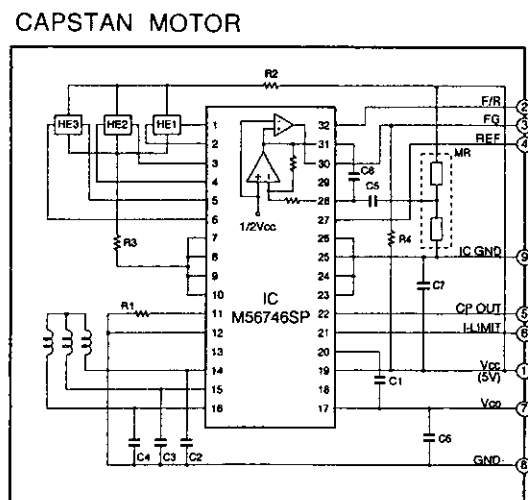 CAPSTAN MOTOR
R2
F/R 2
FG 3
REF 4
HE3 HE2 HE1
1 32
2 31
3 30
4 29
5 28
6 27
7 26
8 25
9 24
10 23
11 22
12 21
13 20
14 19
15 18
16 17
C8
C5
MR
1/2Vcc
R3
R4
IC GND 9
IC
M56746SP
C7
R1
CP OUT 5
I-LIMIT 6
Vcc 1
(5V)
C1
7
C4 C3 C2
C6
GND 8